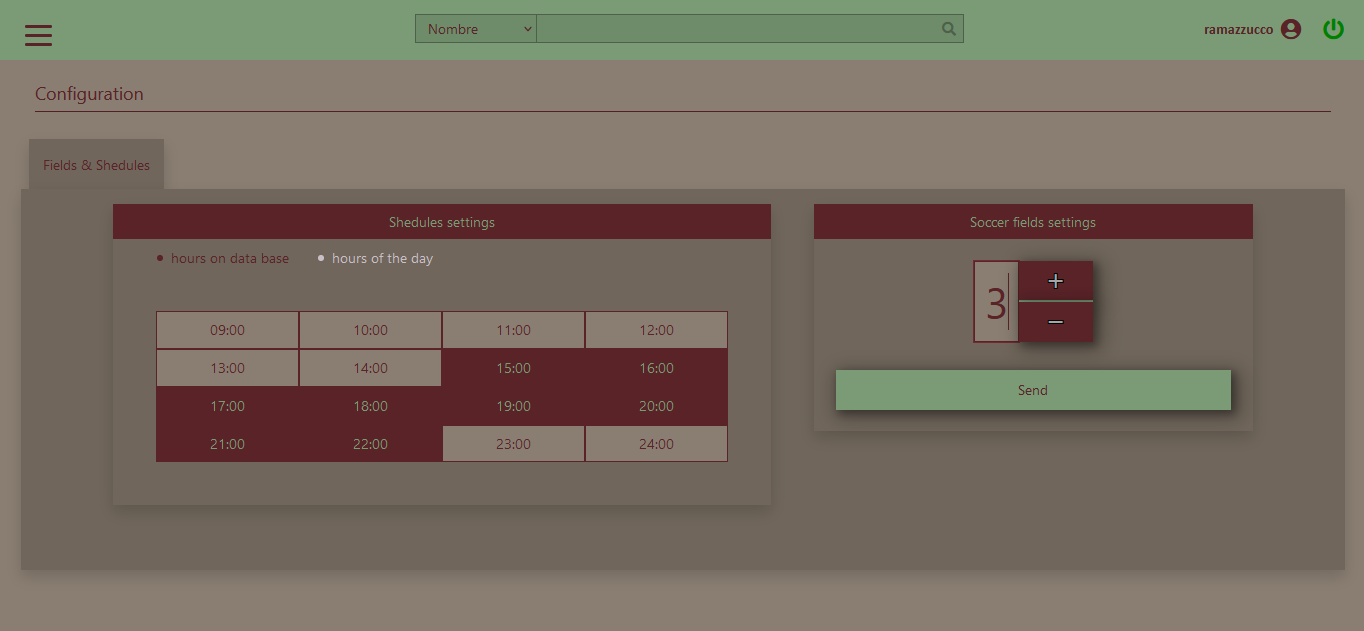 Nombre
ramazzucco
Configuration
Fields & Shedules
Shedules settings
hours on data base
hours of the day
09:00 10:00 11:00 12:00
13:00 14:00 15:00 16:00
17:00 18:00 19:00 20:00
21:00 22:00 23:00 24:00
Soccer fields settings
3
+
−
Send